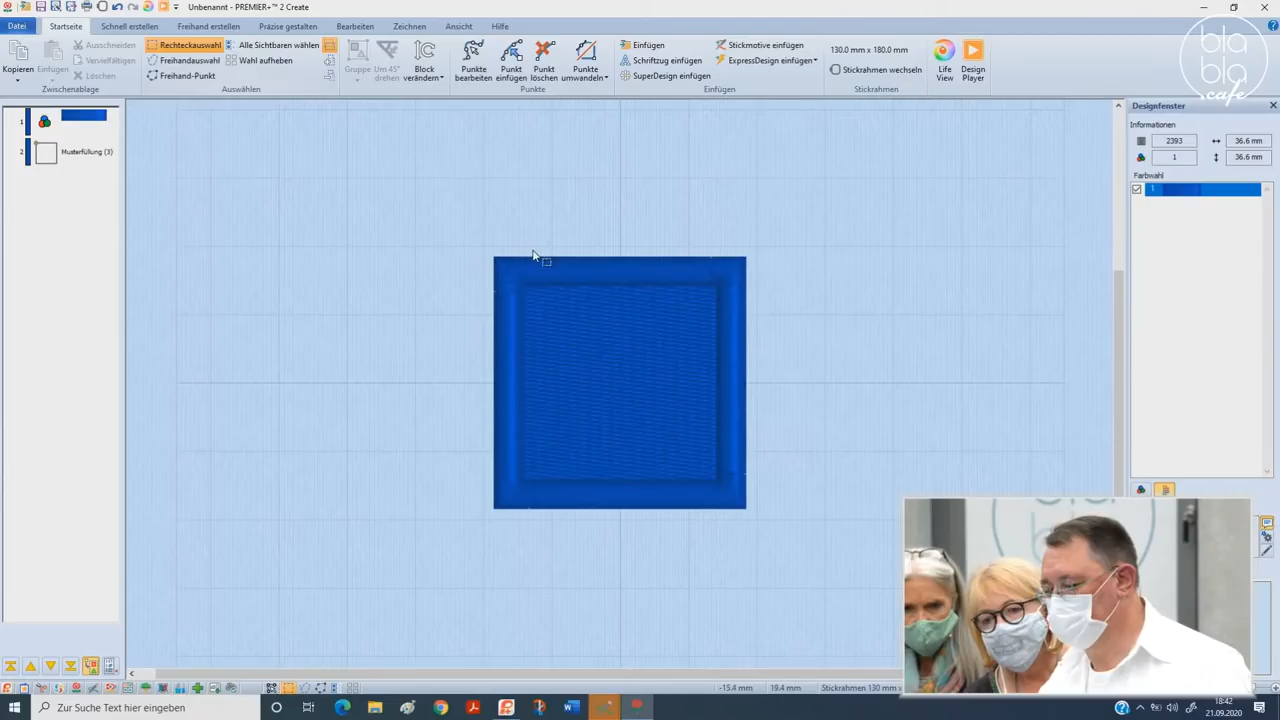 Unbenannt - PREMIER+™ 2 Create
Datei Startseite Schnell erstellen Freihand erstellen Präzise gestalten Bearbeiten Zeichnen Ansicht Hilfe
Kopieren Einfügen Ausschneiden Vervielfältigen Löschen
Zwischenablage
Rechteckauswahl Alle Sichtbaren wählen
Freihandauswahl Wahl aufheben
Freihand-Punkt
Auswählen
Gruppe Um 45° drehen Block verändern
Punkte bearbeiten Punkt einfügen Punkte löschen Punkte umwandeln
Punkte
Einfügen Stickmotive einfügen
Schriftzug einfügen ExpressDesign einfügen
SuperDesign einfügen
Einfügen
130.0 mm x 180.0 mm
Stickrahmen wechseln
Stickrahmen
Life View Design Player
bla bla .cafe
1
2 Musterfüllung (3)
Designfenster
Informationen
2393 36.6 mm
1 36.6 mm
Farbwahl
1
-15.4 mm 19.4 mm Stickrahmen 130 mm
Zur Suche Text hier eingeben
18:42
21.09.2020